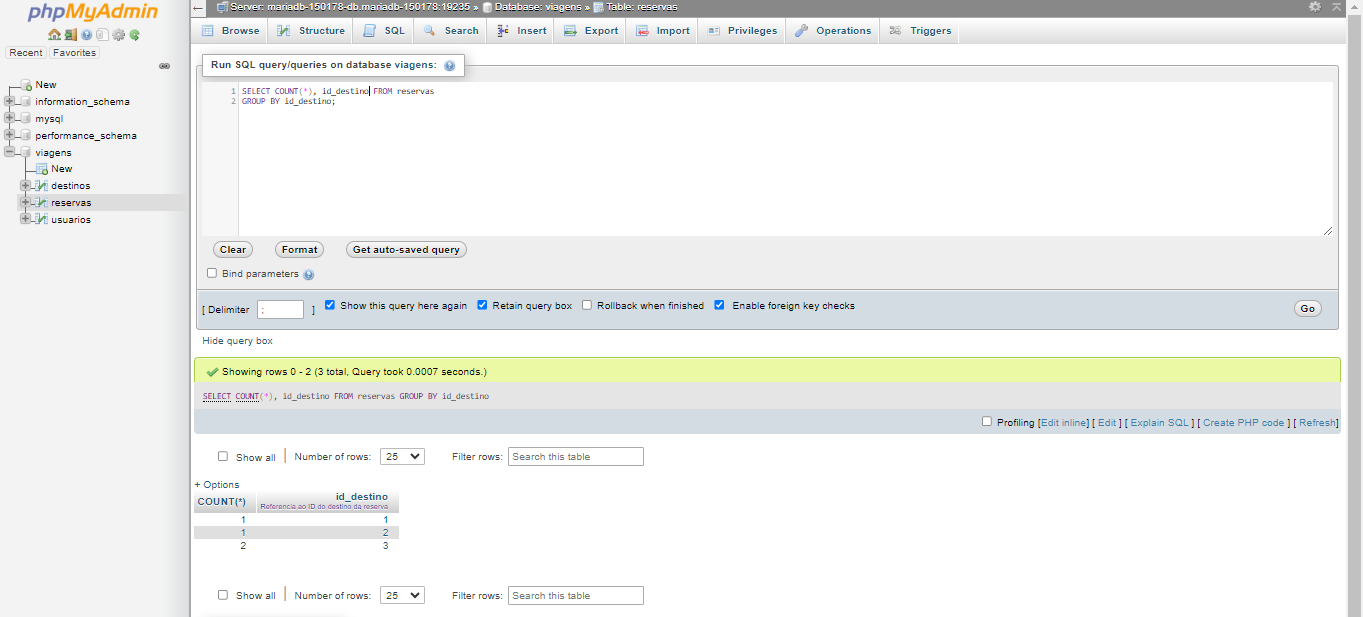 phpMyAdmin
Recent Favorites
New
information_schema
mysql
performance_schema
viagens
New
destinos
reservas
usuarios
Server: mariadb-150178-db.mariadb-150178:19235 » Database: viagens » Table: reservas
Browse Structure SQL Search Insert Export Import Privileges Operations Triggers
Run SQL query/queries on database viagens:
1 SELECT COUNT(*), id_destino FROM reservas
2 GROUP BY id_destino;
Clear Format Get auto-saved query
Bind parameters
[ Delimiter ; ] Show this query here again Retain query box Rollback when finished Enable foreign key checks Go
Hide query box
Showing rows 0 - 2 (3 total, Query took 0.0007 seconds.)
SELECT COUNT(*), id_destino FROM reservas GROUP BY id_destino
Profiling [Edit inline] [ Edit ] [ Explain SQL ] [ Create PHP code ] [ Refresh]
Show all Number of rows: 25 Filter rows: Search this table
+ Options
COUNT(*) id_destino
Referencia ao ID do destino da reserva
1 1
1 2
2 3
Show all Number of rows: 25 Filter rows: Search this table